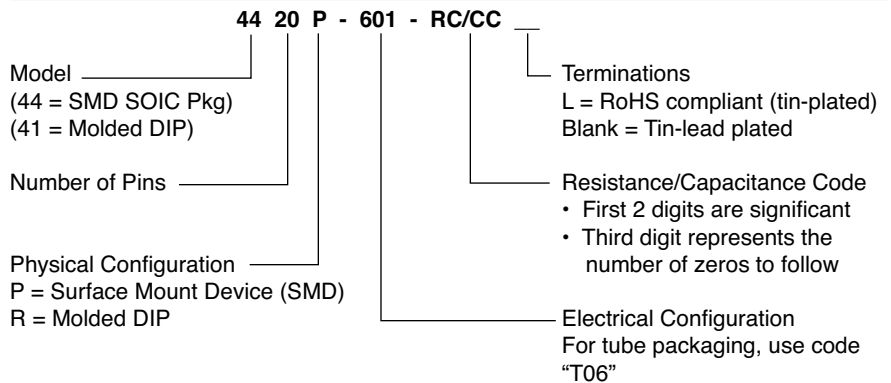 44 20 P - 601 - RC/CC __
Model
(44 = SMD SOIC Pkg)
(41 = Molded DIP)
Number of Pins
Physical Configuration
P = Surface Mount Device (SMD)
R = Molded DIP
Terminations
L = RoHS compliant (tin-plated)
Blank = Tin-lead plated
Resistance/Capacitance Code
• First 2 digits are significant
• Third digit represents the
number of zeros to follow
Electrical Configuration
For tube packaging, use code
“T06”